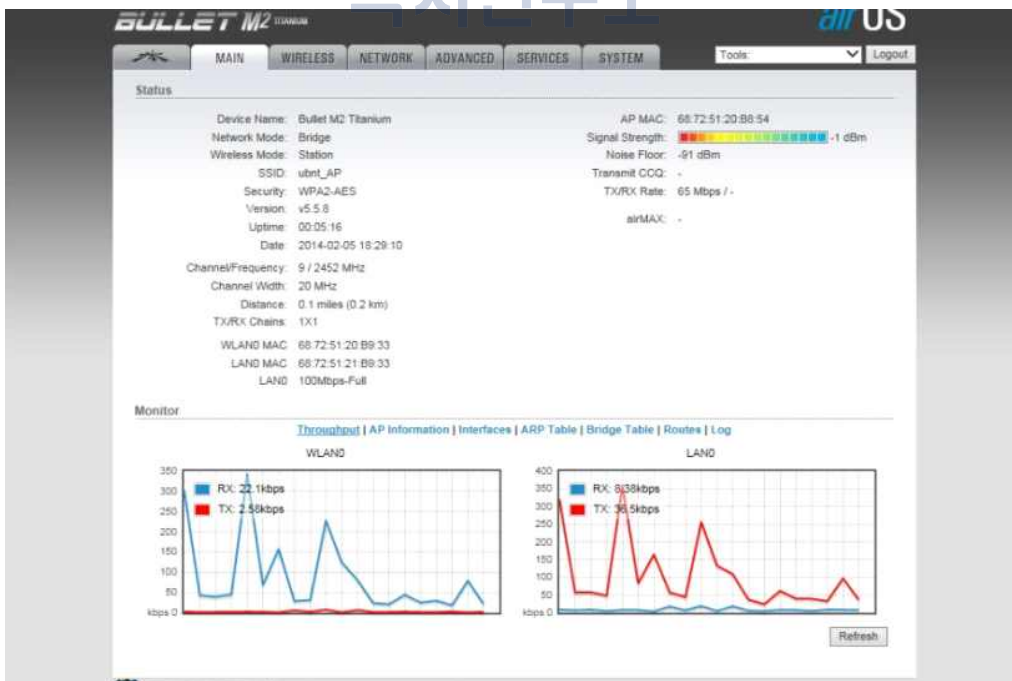 BULLET M2 TITANIUM
MAIN WIRELESS NETWORK ADVANCED SERVICES SYSTEM Tools: Logout
Status
Device Name: Bullet M2 Titanium
Network Mode: Bridge
Wireless Mode: Station
SSID: ubnt_AP
Security: WPA2-AES
Version: v5.5.8
Uptime: 00:05:16
Date: 2014-02-05 18:29:10
Channel/Frequency: 9 / 2452 MHz
Channel Width: 20 MHz
Distance: 0.1 miles (0.2 km)
TX/RX Chains: 1X1
WLAN0 MAC 68:72:51:20:B9:33
LAN0 MAC 68:72:51:21:B9:33
LAN0 100Mbps-Full
AP MAC: 68:72:51:20:B8:54
Signal Strength: -1 dBm
Noise Floor: -91 dBm
Transmit CCQ: -
TX/RX Rate: 65 Mbps / -
airMAX: -
Monitor
Throughput | AP Information | Interfaces | ARP Table | Bridge Table | Routes | Log
WLAN0
350
300
250
200
150
100
50
kbps 0
RX: 22.1kbps
TX: 2.58kbps
LAN0
400
350
300
250
200
150
100
50
kbps 0
RX: 8.38kbps
TX: 36.5kbps
Refresh